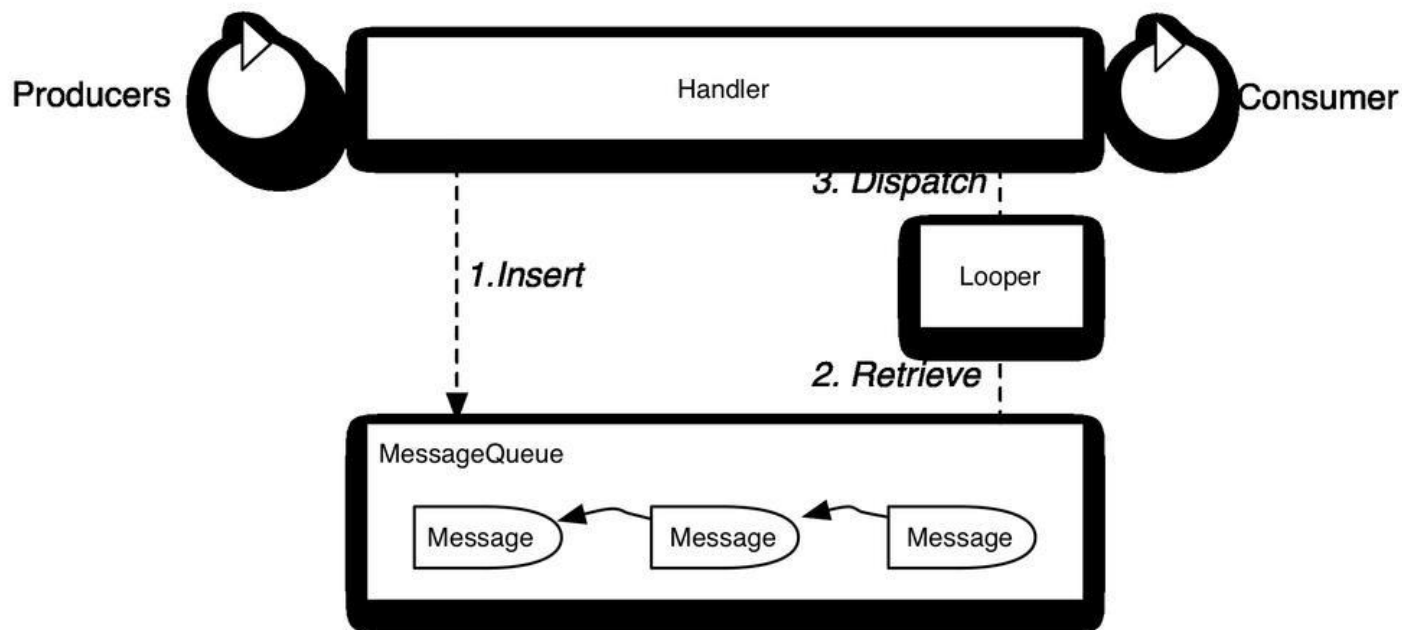 Producers
Handler
Consumer
3. Dispatch
1.Insert
Looper
2. Retrieve
MessageQueue
Message
Message
Message